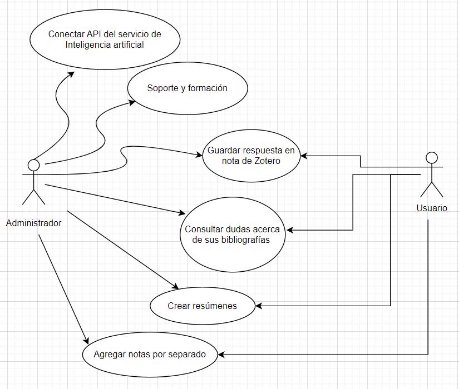 Conectar API del servicio de
Inteligencia artificial
Soporte y formación
Guardar respuesta en
nota de Zotero
Administrador
Usuario
Consultar dudas acerca
de sus bibliografías
Crear resúmenes
Agregar notas por separado